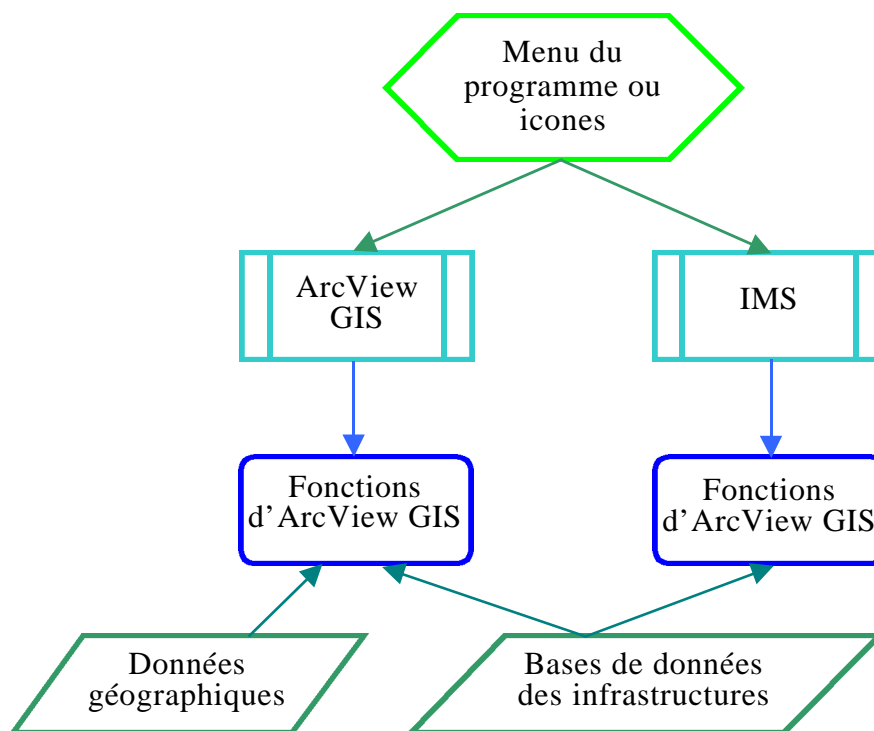 Menu du
programme ou
icones
ArcView
GIS
IMS
Fonctions
d'ArcView GIS
Fonctions
d'ArcView GIS
Données
géographiques
Bases de données
des infrastructures